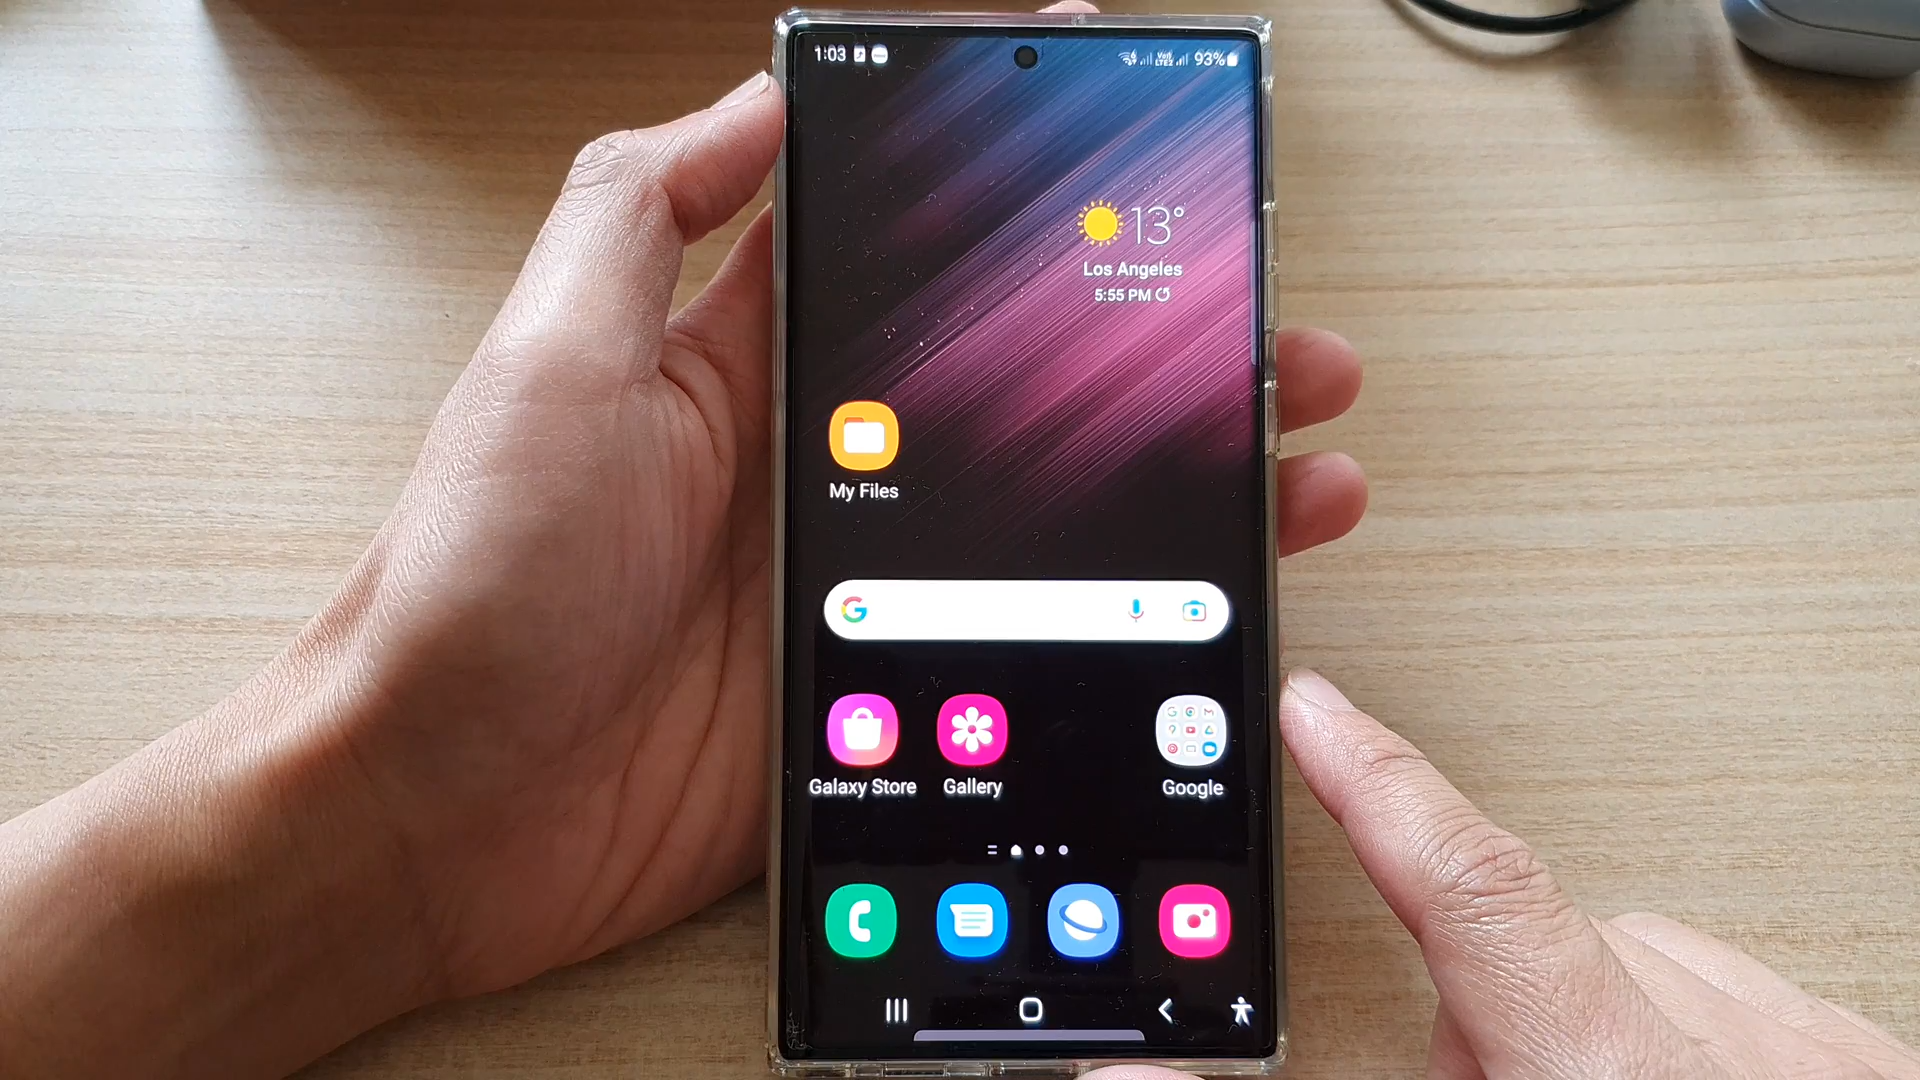 1:03
93%
13°
Los Angeles
5:55 PM
My Files
Galaxy Store
Gallery
Google